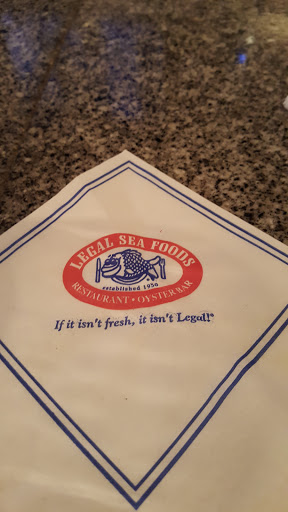 LEGAL SEA FOODS
established 1950
RESTAURANT • OYSTER BAR
If it isn't fresh, it isn't Legal!®